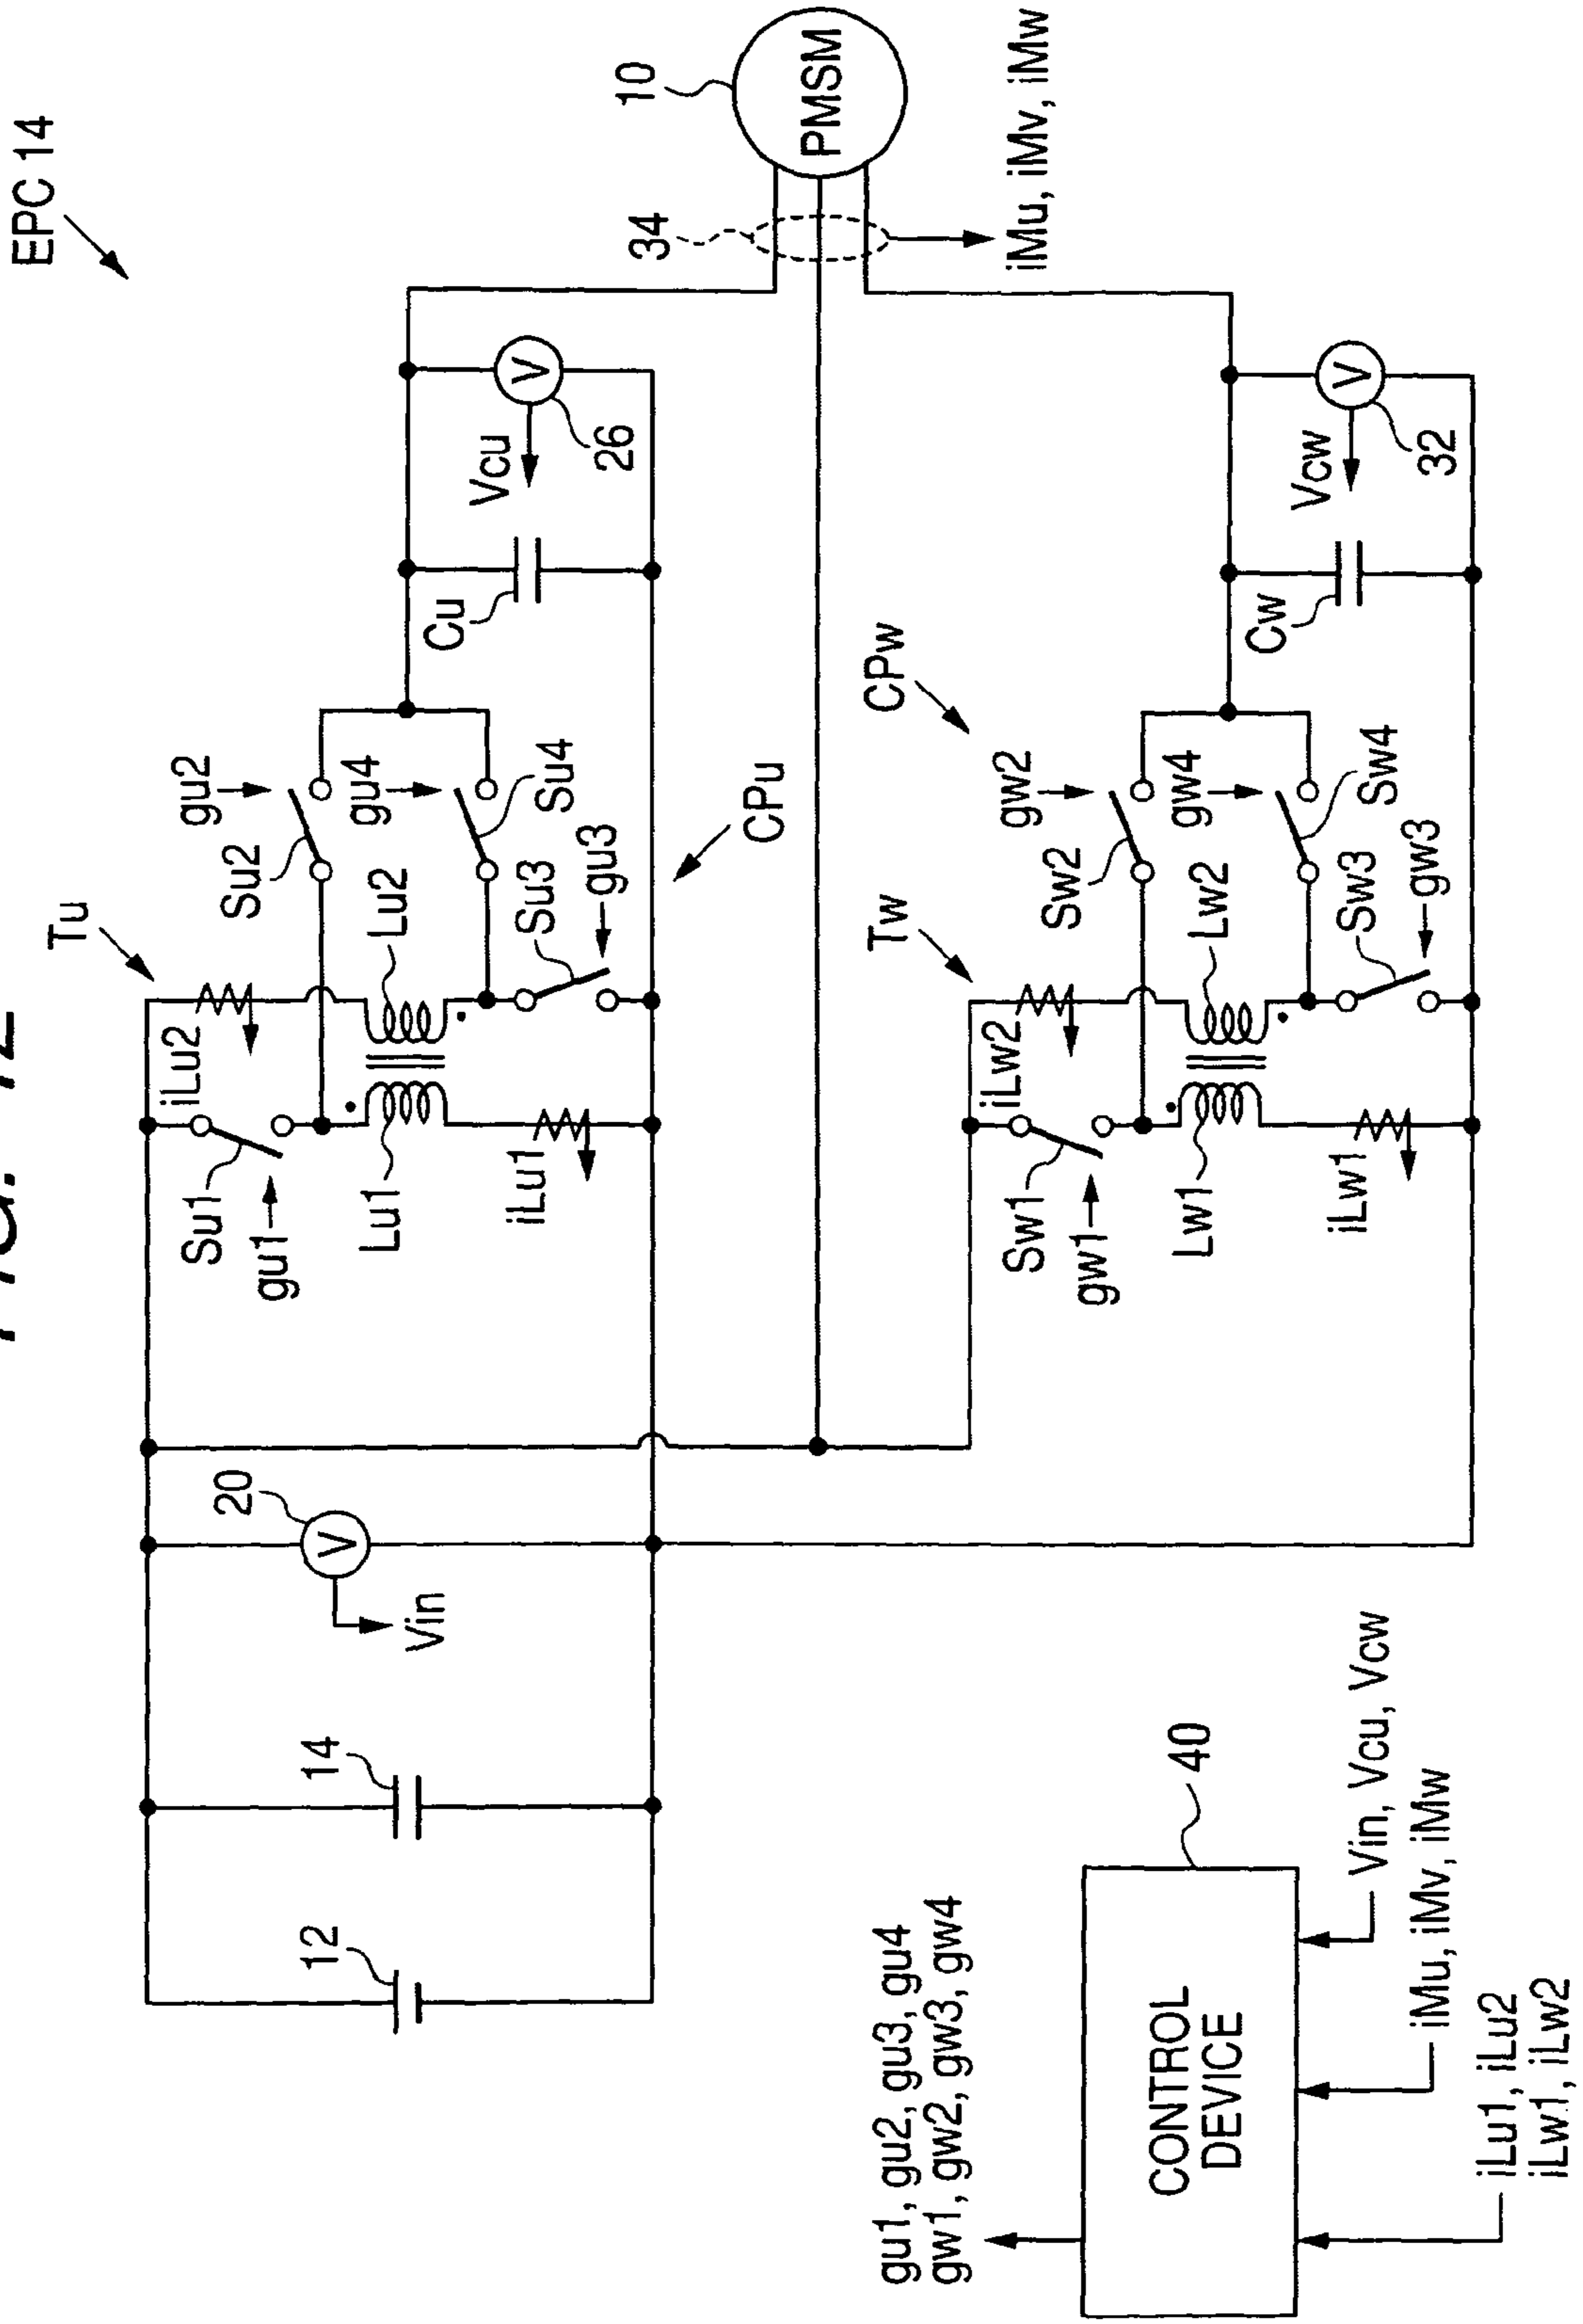 EPC 14
Tu
iLu2
Su1
gu1
Lu1
iLu1
Lu2
Su2
gu2
gu4
Su4
Su3
gu3
CPu
Cu
Vcu
V
26
10
PMSM
34
iMu, iMv, iMw
12
14
20
V
Vin
Tw
iLw2
Sw1
gw1
Lw1
iLw1
Lw2
Sw2
gw2
gw4
Sw4
Sw3
gw3
CPw
Cw
Vcw
V
32
gu1, gu2, gu3, gu4
gw1, gw2, gw3, gw4
CONTROL
DEVICE
40
Vin, Vcu, Vcw
iMu, iMv, iMw
iLu1, iLu2
iLw1, iLw2